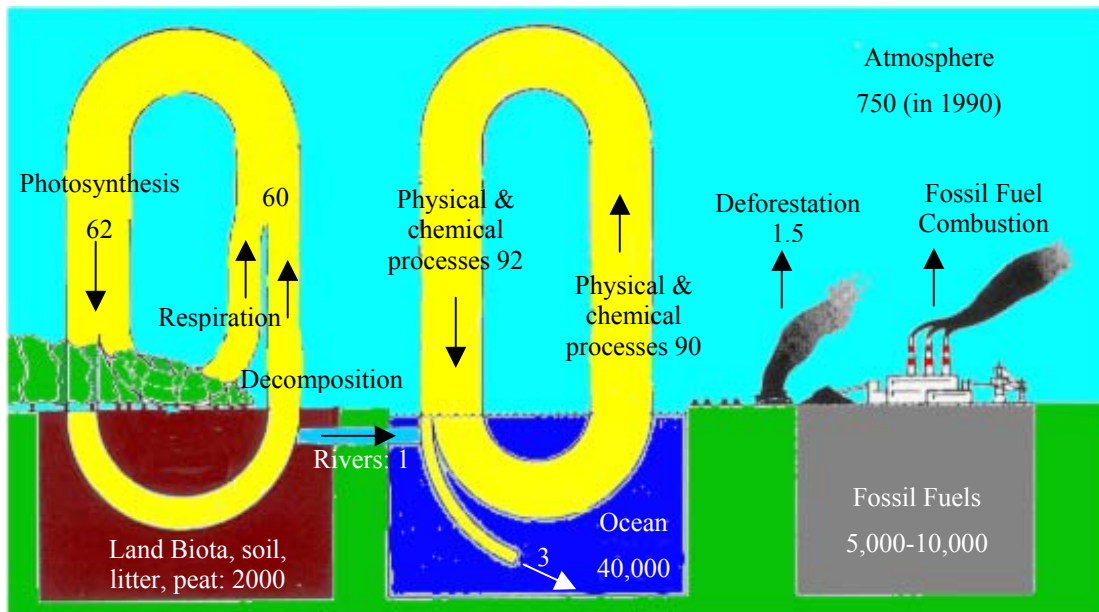 Photosynthesis
62
60
Respiration
Decomposition
Physical &
chemical
processes 92
Physical &
chemical
processes 90
Atmosphere
750 (in 1990)
Deforestation
1.5
Fossil Fuel
Combustion
Rivers: 1
Land Biota, soil,
litter, peat: 2000
3
Ocean
40,000
Fossil Fuels
5,000-10,000